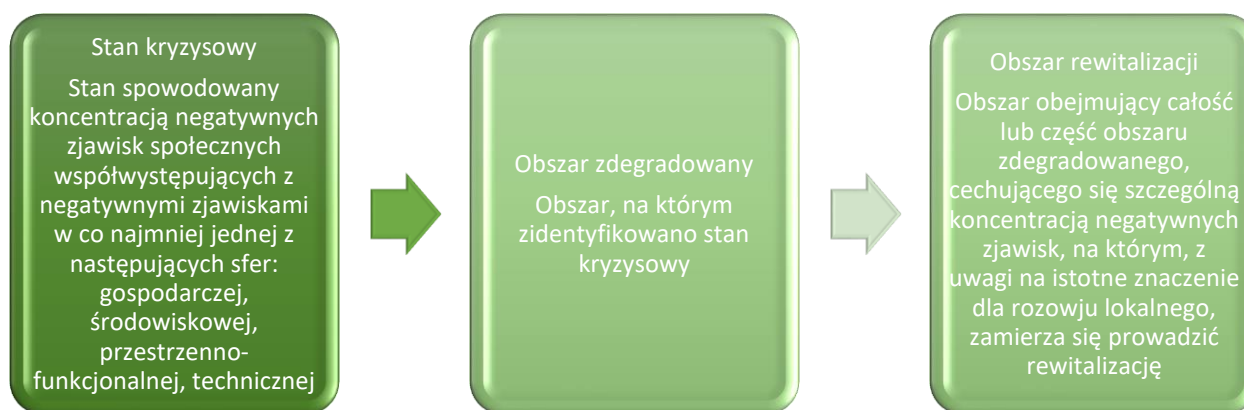 Stan kryzysowy
Stan spowodowany
koncentracją negatywnych
zjawisk społecznych
współwystępujących z
negatywnymi zjawiskami
w co najmniej jednej z
następujących sfer:
gospodarczej,
środowiskowej,
przestrzenno-
funkcjonalnej, technicznej
Obszar zdegradowany
Obszar, na którym
zidentyfikowano stan
kryzysowy
Obszar rewitalizacji
Obszar obejmujący całość
lub część obszaru
zdegradowanego,
cechującego się szczególną
koncentracją negatywnych
zjawisk, na którym, z
uwagi na istotne znaczenie
dla rozowju lokalnego,
zamierza się prowadzić
rewitalizację